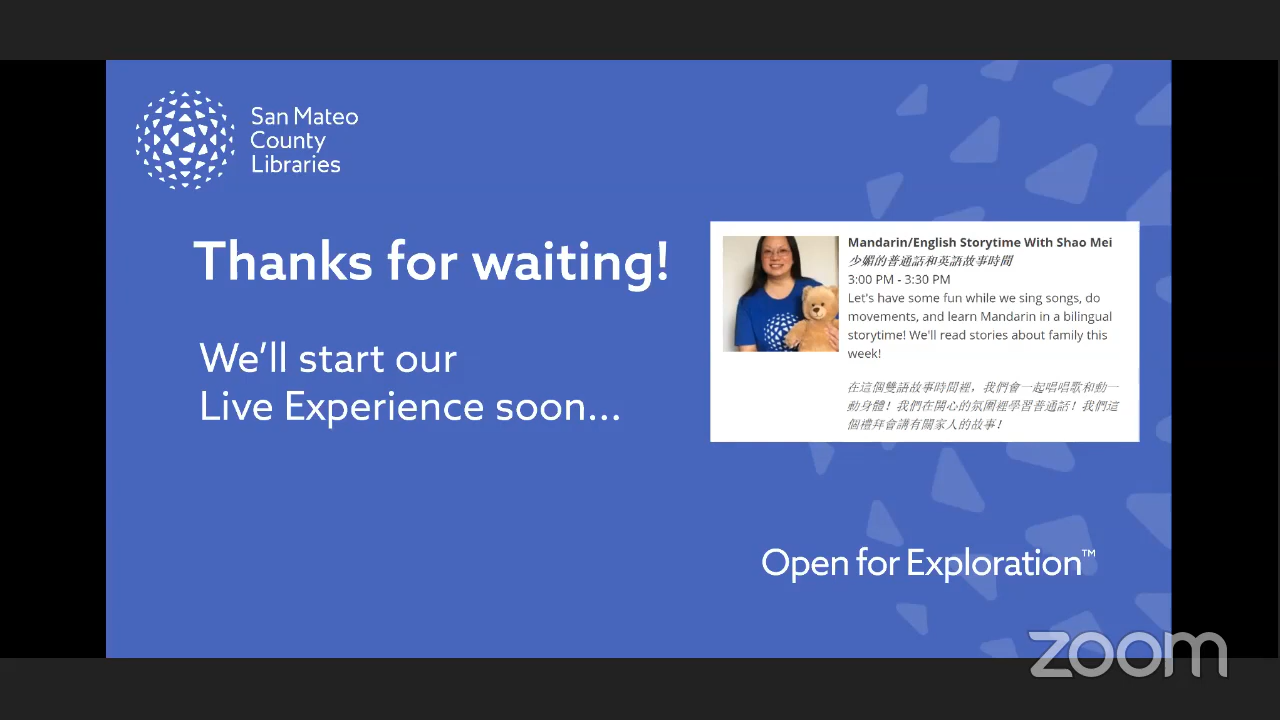 San Mateo
County
Libraries
Thanks for waiting!
We'll start our
Live Experience soon...
Mandarin/English Storytime With Shao Mei
少媚的普通話和英語故事時間
3:00 PM - 3:30 PM
Let's have some fun while we sing songs, do
movements, and learn Mandarin in a bilingual
storytime! We'll read stories about family this
week!
在這個雙語故事時間裡，我們會一起唱唱歌和動一
動身體！我們在開心的氛圍裡學習普通話！我們這
個禮拜會講有關家人的故事！
Open for Exploration™
zoom